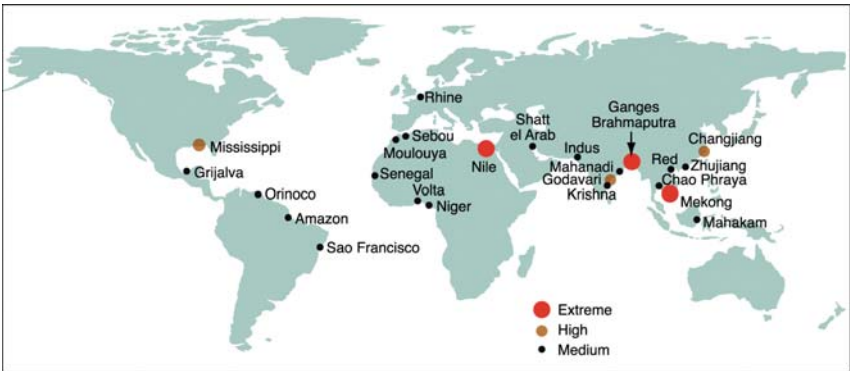 Rhine
Ganges
Brahmaputra
Shatt
el Arab
Changjiang
Mississippi
Sebou
Moulouya
Indus
Nile
Mahanadi
Red
Zhujiang
Grijalva
Senegal
Godavari
Chao Phraya
Krishna
Volta
Orinoco
Niger
Mekong
Amazon
Mahakam
Sao Francisco
Extreme
High
Medium